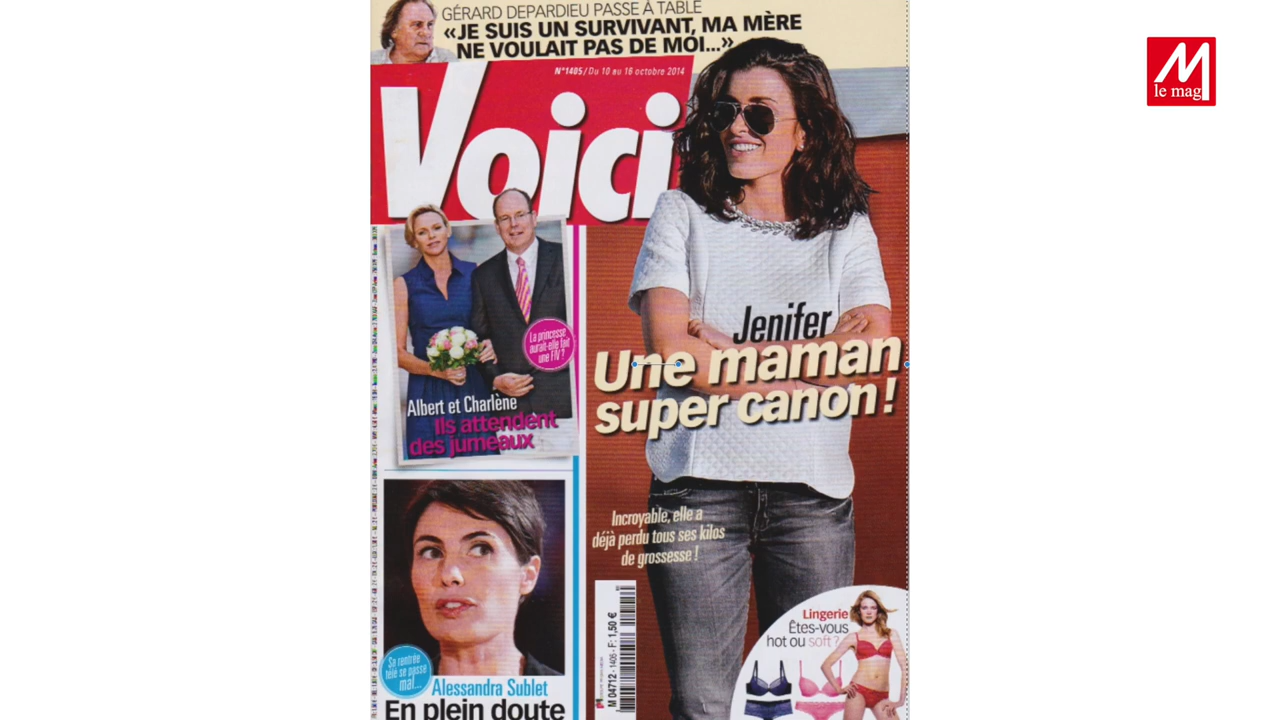 GÉRARD DEPARDIEU PASSE À TABLE
«JE SUIS UN SURVIVANT, MA MÈRE
NE VOULAIT PAS DE MOI...»
N°1405/Du 10 au 16 octobre 2014
Voici
M
le mag
La princesse
aurait-elle fait
une FIV?
Albert et Charlène
Ils attendent
des jumeaux
Jenifer
Une maman
super canon!
Incroyable, elle a
déjà perdu tous ses kilos
de grossesse!
Sa rentrée
télé se passe
mal...
Alessandra Sublet
En plein doute
M 04712 - 1405 - F: 1,50 €
Lingerie
Êtes-vous
hot ou soft?